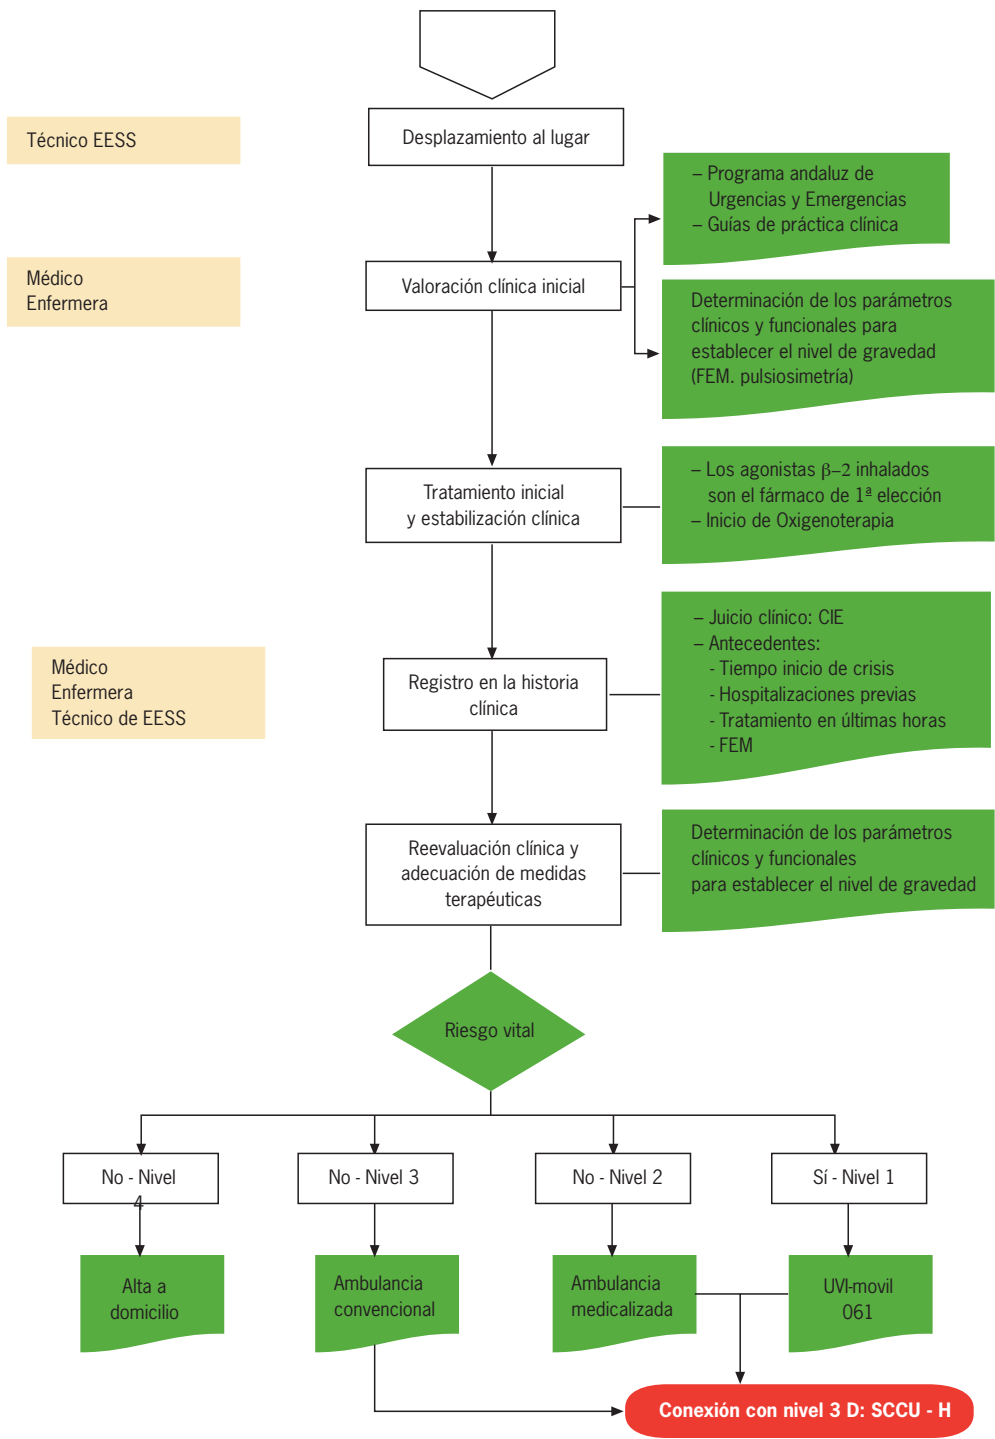 Técnico EESS
Desplazamiento al lugar
– Programa andaluz de
Urgencias y Emergencias
– Guías de práctica clínica
Médico
Enfermera
Valoración clínica inicial
Determinación de los parámetros
clínicos y funcionales para
establecer el nivel de gravedad
(FEM. pulsiosimetría)
Tratamiento inicial
y estabilización clínica
– Los agonistas β–2 inhalados
son el fármaco de 1ª elección
– Inicio de Oxigenoterapia
Médico
Enfermera
Técnico de EESS
Registro en la historia
clínica
– Juicio clínico: CIE
– Antecedentes:
- Tiempo inicio de crisis
- Hospitalizaciones previas
- Tratamiento en últimas horas
- FEM
Reevaluación clínica y
adecuación de medidas
terapéuticas
Determinación de los parámetros
clínicos y funcionales
para establecer el nivel de gravedad
Riesgo vital
No - Nivel
4
No - Nivel 3
No - Nivel 2
Sí - Nivel 1
Alta a
domicilio
Ambulancia
convencional
Ambulancia
medicalizada
UVI-movil
061
Conexión con nivel 3 D: SCCU - H